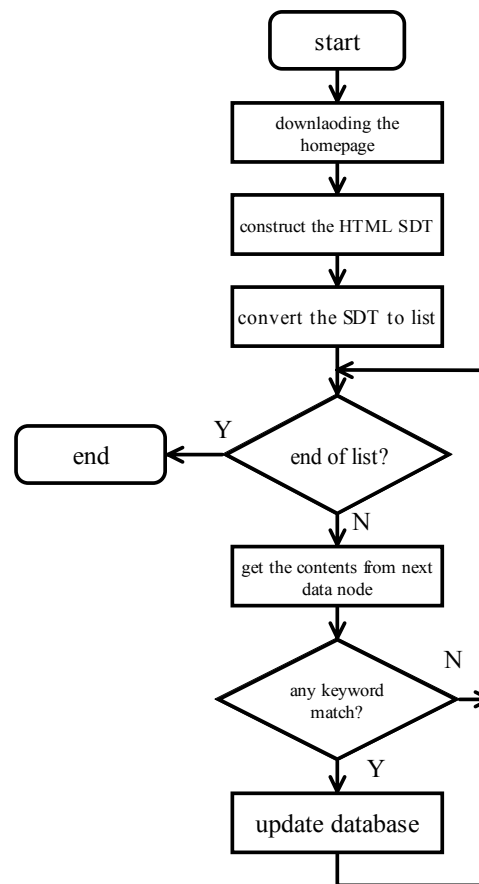 start
downlaoding the
homepage
construct the HTML SDT
convert the SDT to list
Y
end
end of list?
N
get the contents from next
data node
N
any keyword
match?
Y
update database